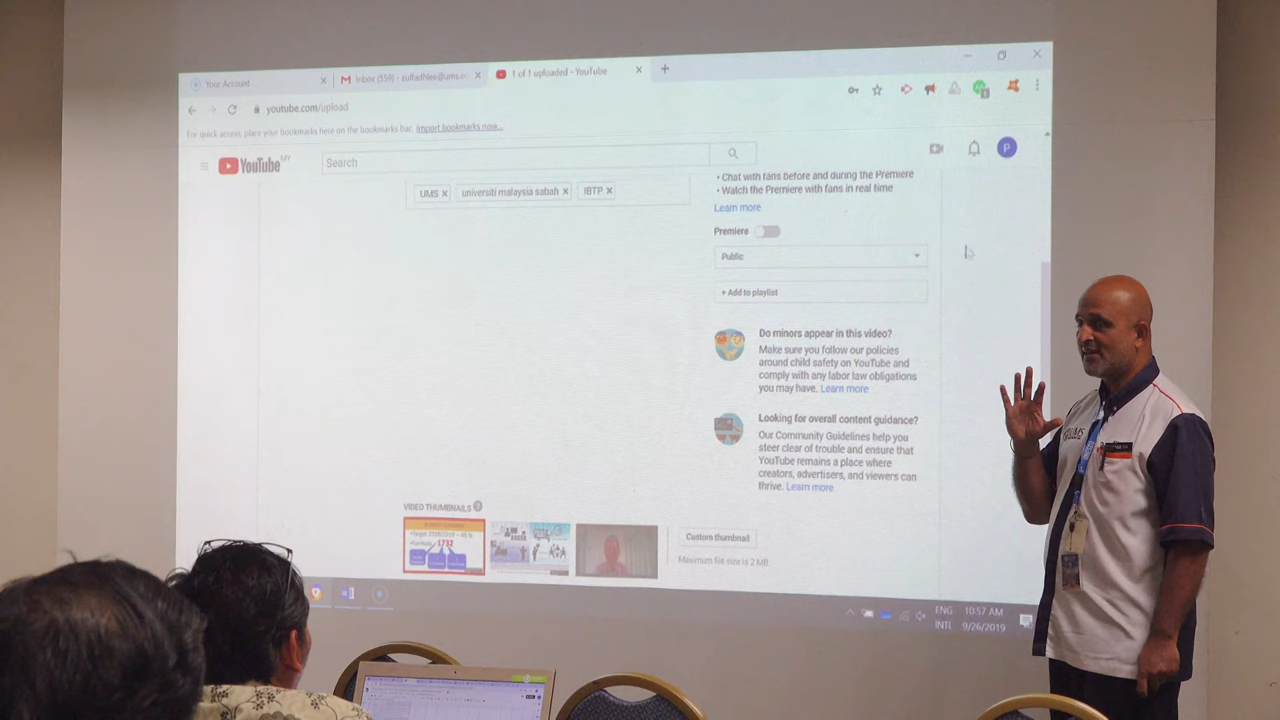 Your Account
Inbox (559) - zulfadhlee@ums.e
1 of 1 uploaded - YouTube
youtube.com/upload
For quick access, place your bookmarks here on the bookmarks bar. Import bookmarks now...
YouTube MY
Search
P
• Chat with fans before and during the Premiere
• Watch the Premiere with fans in real time
Learn more
UMS
universiti malaysia sabah
IBTP
Premiere
Public
+ Add to playlist
Do minors appear in this video?
Make sure you follow our policies
around child safety on YouTube and
comply with any labor law obligations
you may have. Learn more
Looking for overall content guidance?
Our Community Guidelines help you
steer clear of trouble and ensure that
YouTube remains a place where
creators, advertisers, and viewers can
thrive. Learn more
VIDEO THUMBNAILS ?
1732
Custom thumbnail
Maximum file size is 2 MB
ENG
INTL
10:57 AM
9/26/2019
UMS